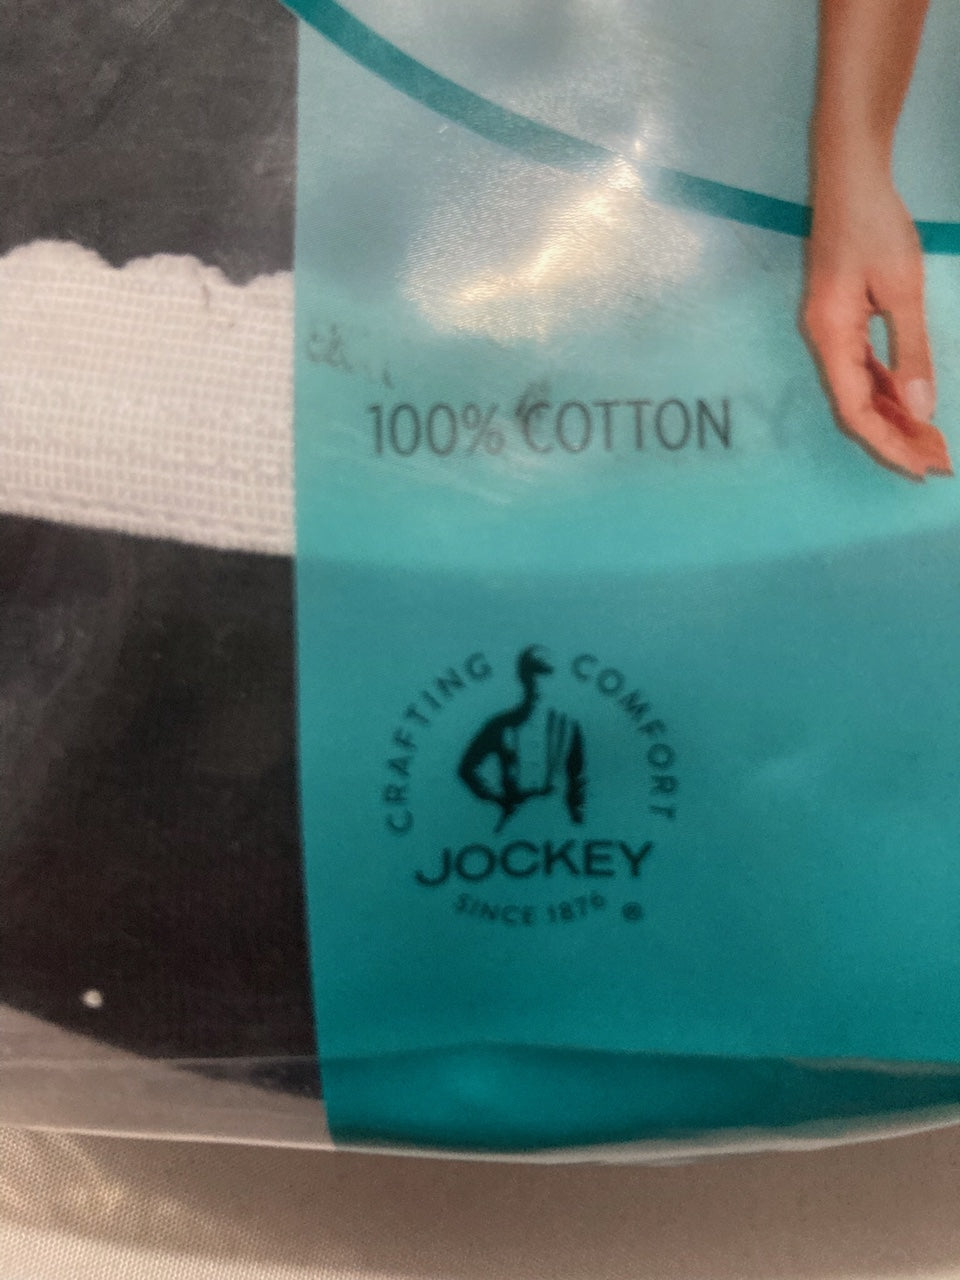 100% COTTON
CRAFTING COMFORT
JOCKEY
SINCE 1876 ®